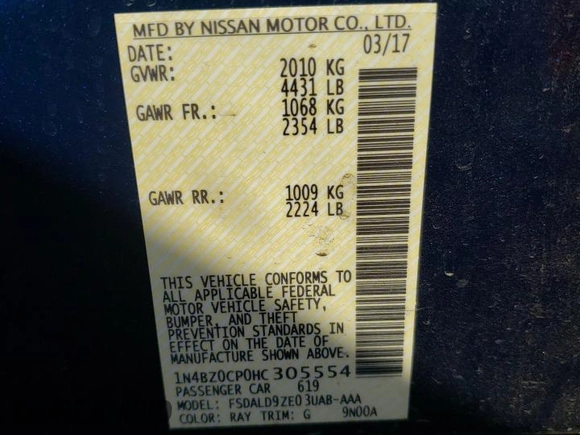 MFD BY NISSAN MOTOR CO., LTD.
DATE: 03/17
GVWR: 2010 KG
4431 LB
GAWR FR.: 1068 KG
2354 LB
GAWR RR.: 1009 KG
2224 LB
THIS VEHICLE CONFORMS TO
ALL APPLICABLE FEDERAL
MOTOR VEHICLE SAFETY,
BUMPER, AND THEFT
PREVENTION STANDARDS IN
EFFECT ON THE DATE OF
MANUFACTURE SHOWN ABOVE.
1N4BZ0CP0HC305554
PASSENGER CAR 619
MODEL: FSDALD9ZE03UAB-AAA
COLOR: RAY TRIM: G 9N00A